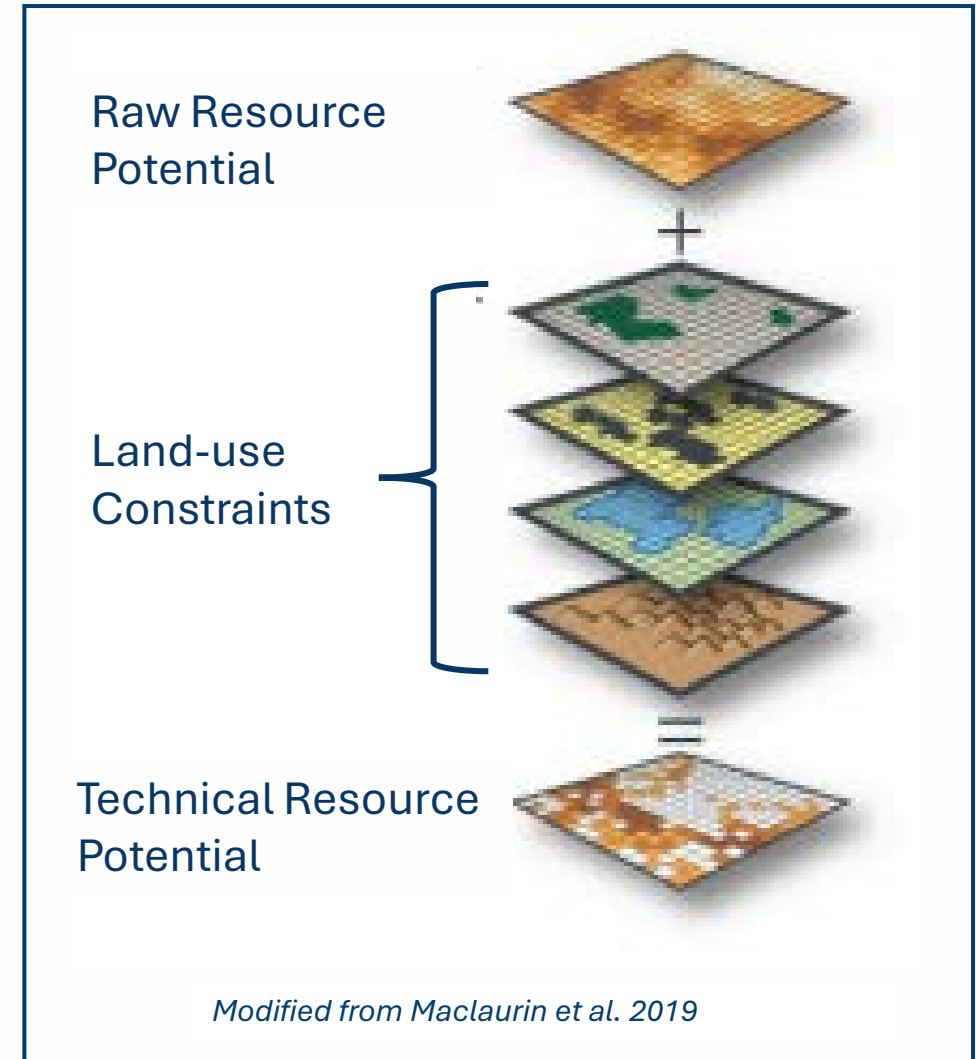 Raw Resource
Potential
+
Land-use
Constraints
=
Technical Resource
Potential
Modified from Maclaurin et al. 2019